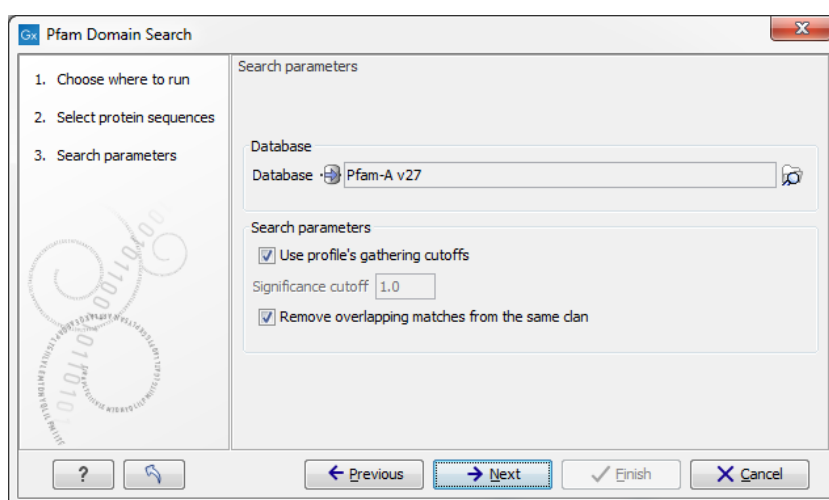 Gx Pfam Domain Search
X
1. Choose where to run
2. Select protein sequences
3. Search parameters
Search parameters
Database
Database Pfam-A v27
Search parameters
Use profile's gathering cutoffs
Significance cutoff 1.0
Remove overlapping matches from the same clan
? Previous Next Finish Cancel